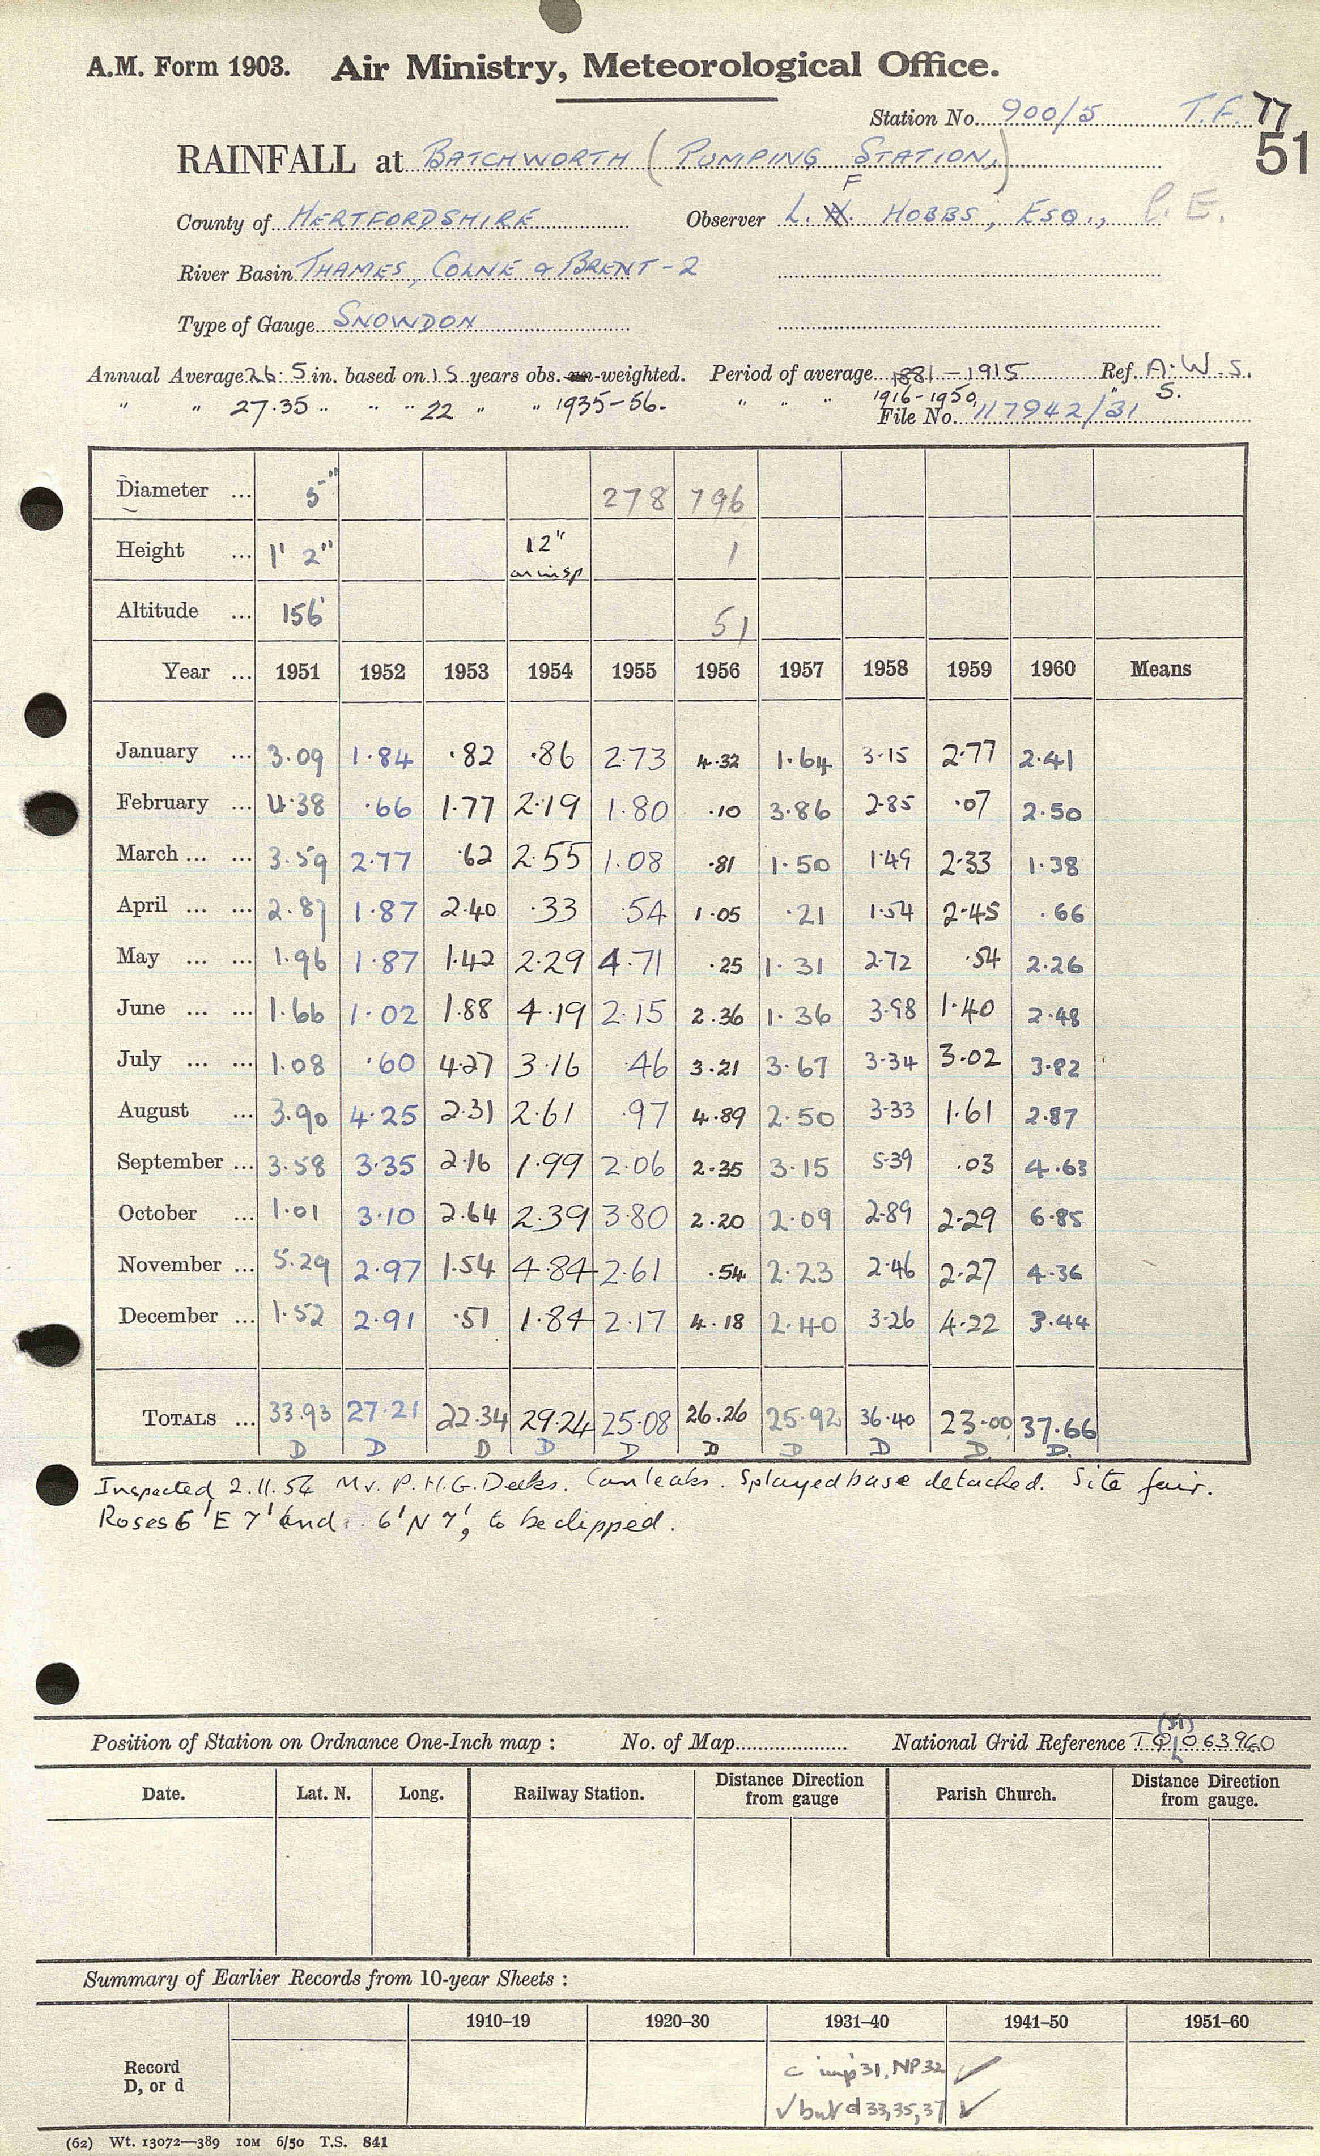 A.M. Form 1903. Air Ministry, Meteorological Office.
Station No. 900/5 T.F. 77
51
RAINFALL at BATCHWORTH (PUMPING STATION.)
F
County of HERTFORDSHIRE Observer L. H. HOBBS, ESQ., C.E.
River Basin THAMES, COLNE & BRENT - 2
Type of Gauge SNOWDON
Annual Average 26.5 in. based on 15 years obs. un-weighted. Period of average 1881-1915 Ref. A.W.S.
" " 27.35 " " " 22 " " 1935-56. " " " 1916-1950 " S.
File No. 117942/31
Diameter ... 5" 278 796
Height ... 1' 2" 12" 1
on insp
Altitude ... 156' 51
Year ... 1951 1952 1953 1954 1955 1956 1957 1958 1959 1960 Means
January ... 3.09 1.84 .82 .86 2.73 4.32 1.64 3.15 2.77 2.41
February ... 4.38 .66 1.77 2.19 1.80 .10 3.86 2.85 .07 2.50
March ... ... 3.59 2.77 .62 2.55 1.08 .81 1.50 1.49 2.33 1.38
April ... ... 2.87 1.87 2.40 .33 .54 1.05 .21 1.54 2.45 .66
May ... ... 1.96 1.87 1.42 2.29 4.71 .25 1.31 2.72 .54 2.26
June ... ... 1.66 1.02 1.88 4.19 2.15 2.36 1.36 3.98 1.40 2.48
July ... ... 1.08 .60 4.27 3.16 .46 3.21 3.67 3.34 3.02 3.82
August ... 3.90 4.25 2.31 2.61 .97 4.89 2.50 3.33 1.61 2.87
September ... 3.58 3.35 2.16 1.99 2.06 2.35 3.15 5.39 .03 4.63
October ... 1.01 3.10 2.64 2.39 3.80 2.20 2.09 2.89 2.29 6.85
November ... 5.29 2.97 1.54 4.84 2.61 .54 2.23 2.46 2.27 4.36
December ... 1.52 2.91 .51 1.84 2.17 4.18 2.40 3.26 4.22 3.44
TOTALS ... 33.93 27.21 22.34 29.24 25.08 26.26 25.92 36.40 23.00 37.66
D D D D D D D D D. D.
Inspected 2.11.54 Mr. P.H.G. Deeks. Can leaks. Splayed base detached. Site fair.
Roses 6' E 7' and 6' N 7', to be clipped.
(51)
Position of Station on Ordnance One-Inch map : No. of Map National Grid Reference TQ 063960
Date. Lat. N. Long. Railway Station. Distance Direction from gauge Parish Church. Distance Direction from gauge.
Summary of Earlier Records from 10-year Sheets :
1910-19 1920-30 1931-40 1941-50 1951-60
Record c imp 31, NP 32 ✓
D, or d ✓ but d 33, 35, 37 ✓
(62) Wt. 13072—389 10M 6/50 T.S. 841